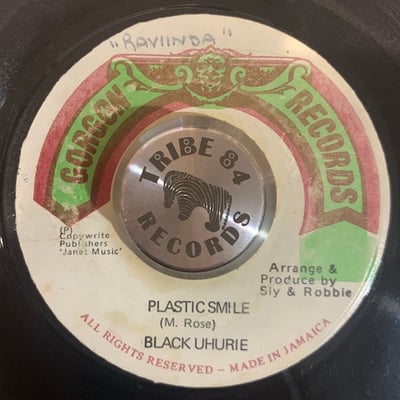 "RAVIINDA"
GORGON RECORDS
TRIBE 84
RECORDS
(P)
Copywrite
Publishers
'Janet Music'
Arrange &
Produce by
Sly & Robbie
PLASTIC SMILE
(M. Rose)
BLACK UHURIE
ALL RIGHTS RESERVED – MADE IN JAMAICA